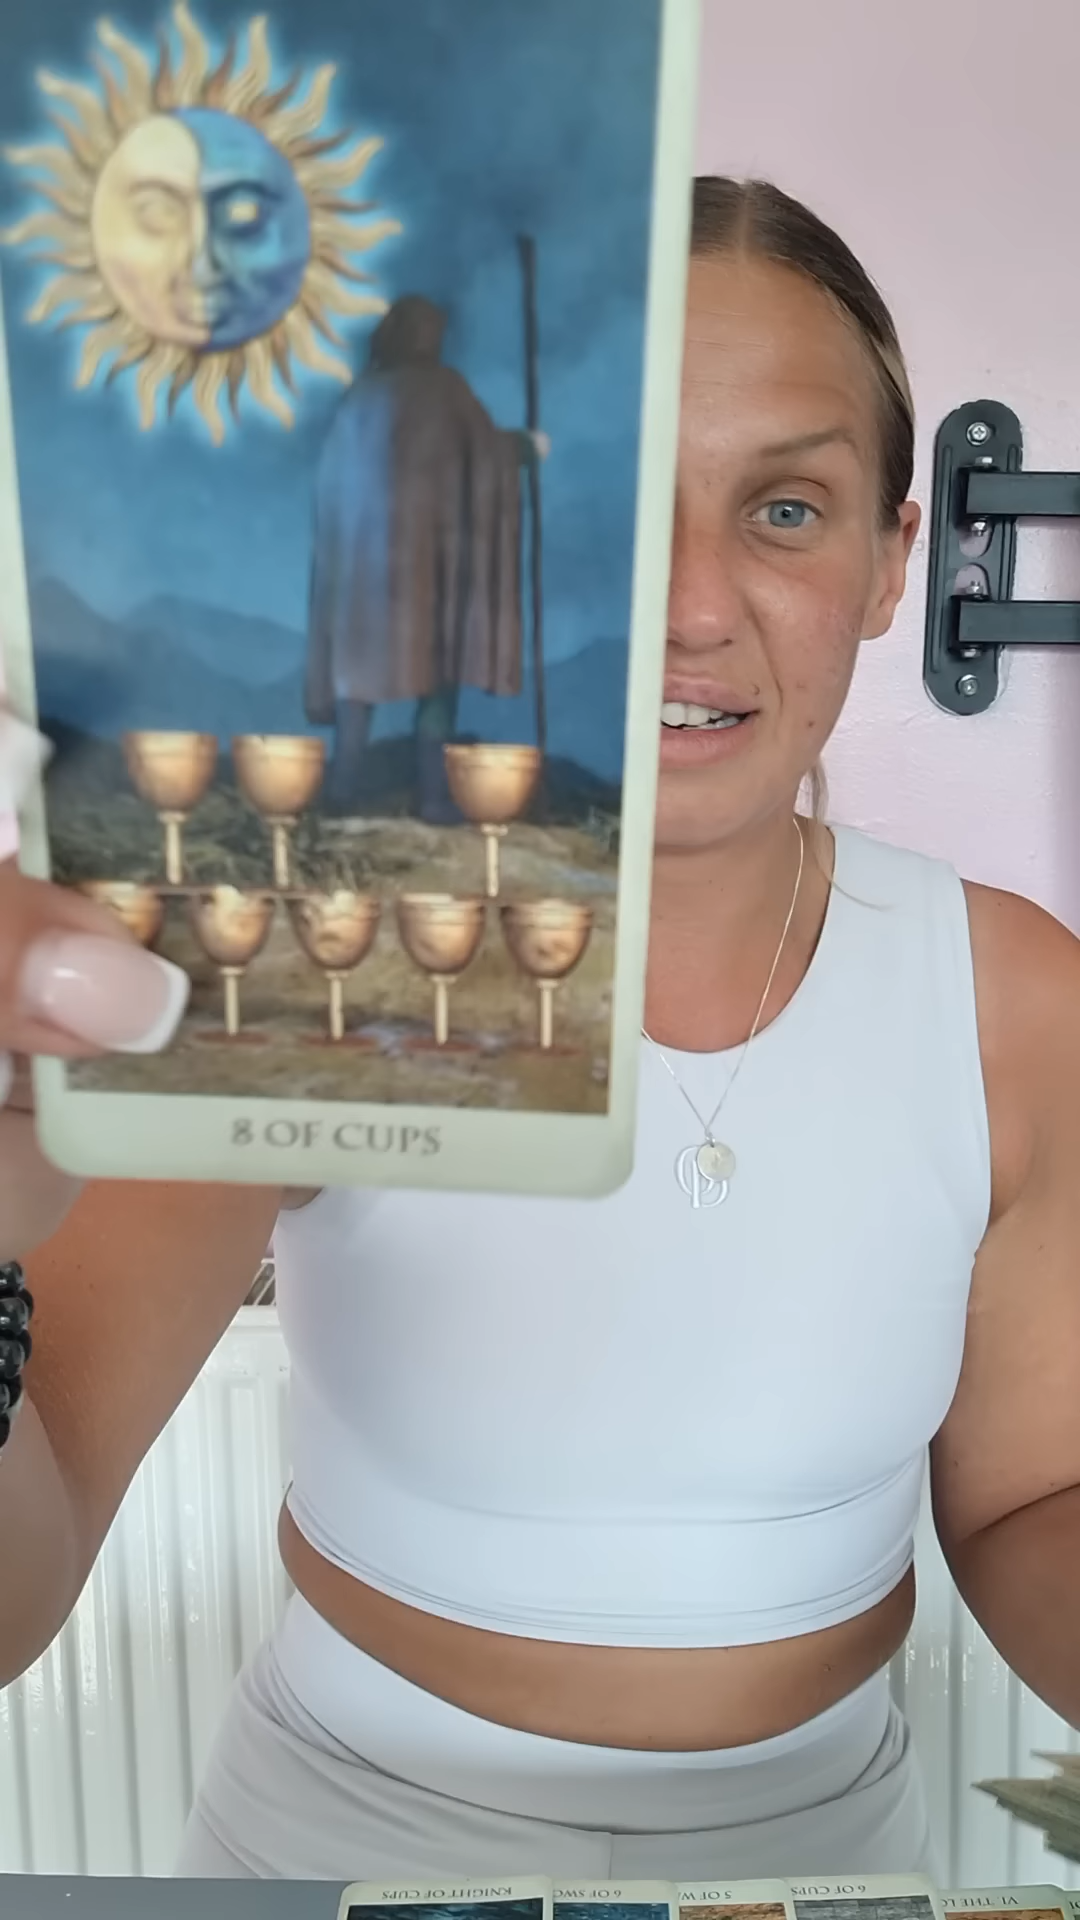 8 OF CUPS
KNIGHT OF CUPS
6 OF SWO
5 OF W
6 OF CUPS
VI. THE LO